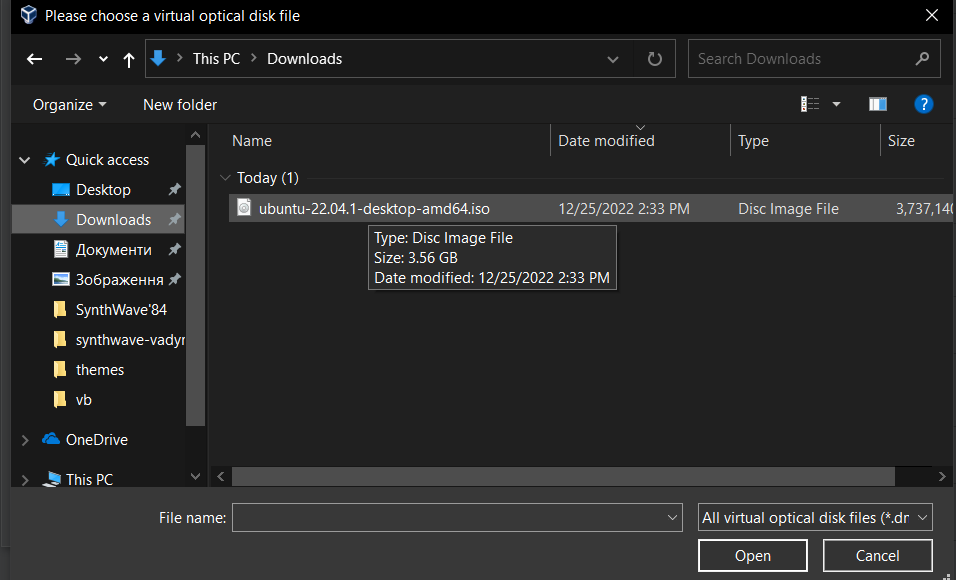 Please choose a virtual optical disk file
This PC > Downloads
Search Downloads
Organize
New folder
?
Name
Date modified
Type
Size
Quick access
Desktop
Downloads
Документи
Зображення
SynthWave'84
synthwave-vadyr
themes
vb
OneDrive
This PC
Today (1)
ubuntu-22.04.1-desktop-amd64.iso 12/25/2022 2:33 PM Disc Image File 3,737,140
Type: Disc Image File
Size: 3.56 GB
Date modified: 12/25/2022 2:33 PM
File name:
All virtual optical disk files (*.dr
Open
Cancel